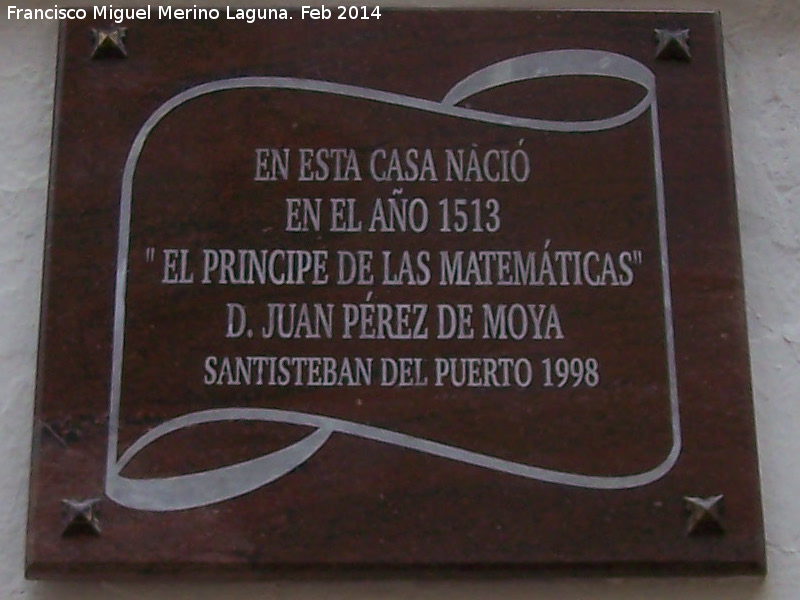 Francisco Miguel Merino Laguna. Feb 2014
EN ESTA CASA NACIÓ
EN EL AÑO 1513
" EL PRINCIPE DE LAS MATEMÁTICAS"
D. JUAN PÉREZ DE MOYA
SANTISTEBAN DEL PUERTO 1998